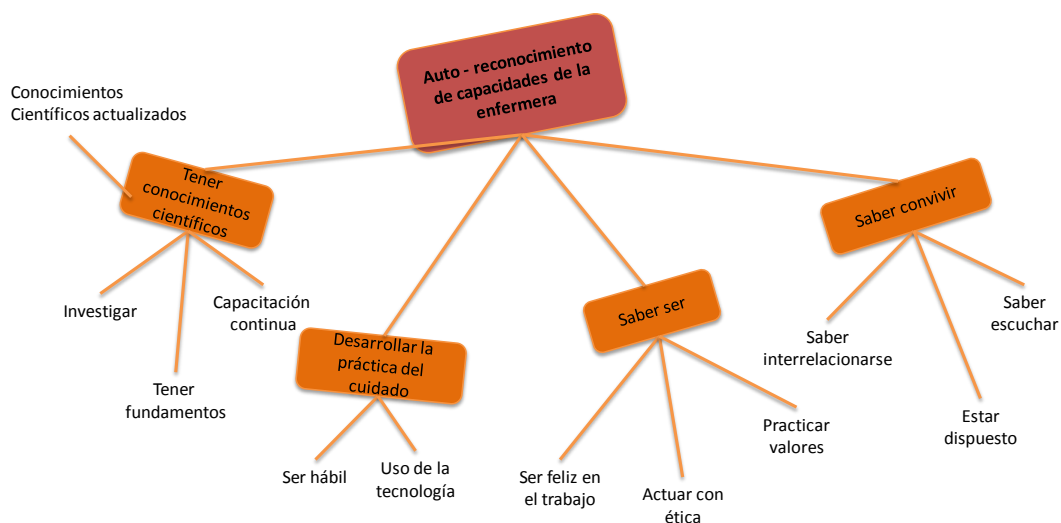 Auto - reconocimiento
de capacidades de la
enfermera
Conocimientos
Científicos actualizados
Tener
conocimientos
científicos
Investigar
Tener
fundamentos
Capacitación
continua
Desarrollar la
práctica del
cuidado
Ser hábil
Uso de la
tecnología
Saber ser
Ser feliz en
el trabajo
Actuar con
ética
Practicar
valores
Saber convivir
Saber
interrelacionarse
Estar
dispuesto
Saber
escuchar